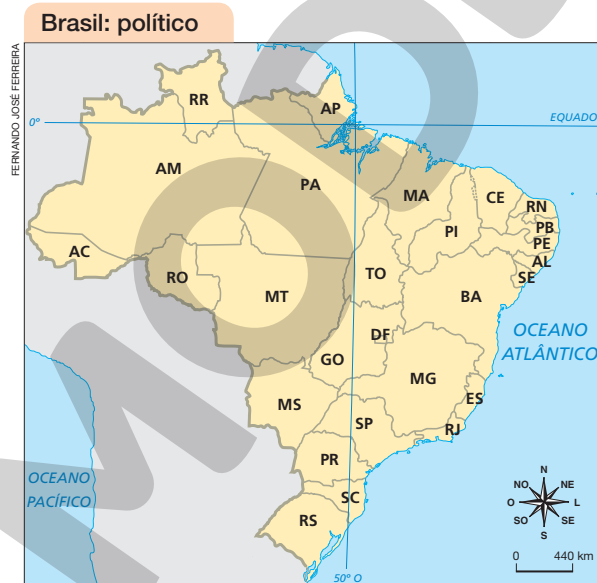 Brasil: político
FERNANDO JOSÉ FERREIRA
RR
AP
0°
EQUADO
AM
PA
MA
CE
RN
PB
PE
AL
SE
PI
AC
RO
TO
MT
BA
DF
GO
OCEANO
ATLÂNTICO
MG
ES
MS
SP
RJ
PR
SC
RS
OCEANO
PACÍFICO
N
NO
NE
O
L
SO
SE
S
0
440 km
50° O